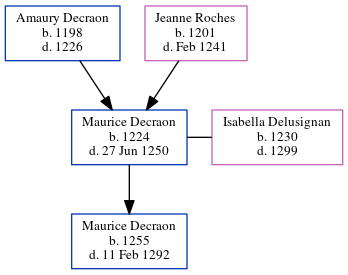 Amaury Decraon
b. 1198
d. 1226
Jeanne Roches
b. 1201
d. Feb 1241
Maurice Decraon
b. 1224
d. 27 Jun 1250
Isabella Delusignan
b. 1230
d. 1299
Maurice Decraon
b. 1255
d. 11 Feb 1292